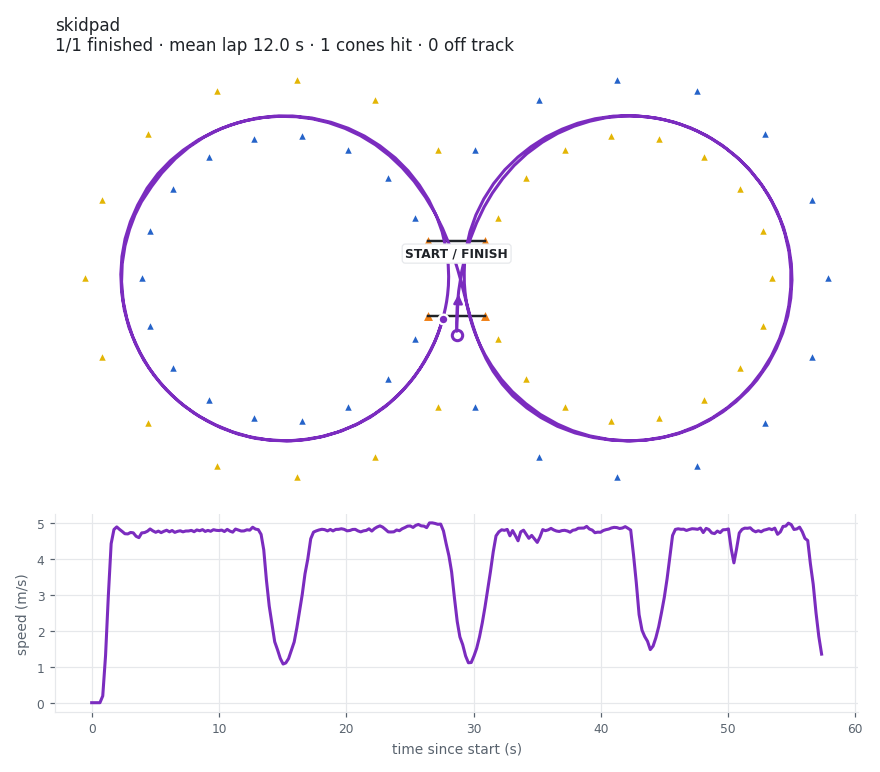 skidpad
1/1 finished · mean lap 12.0 s · 1 cones hit · 0 off track
START / FINISH
5
4
3
2
1
0
speed (m/s)
0 10 20 30 40 50 60
time since start (s)